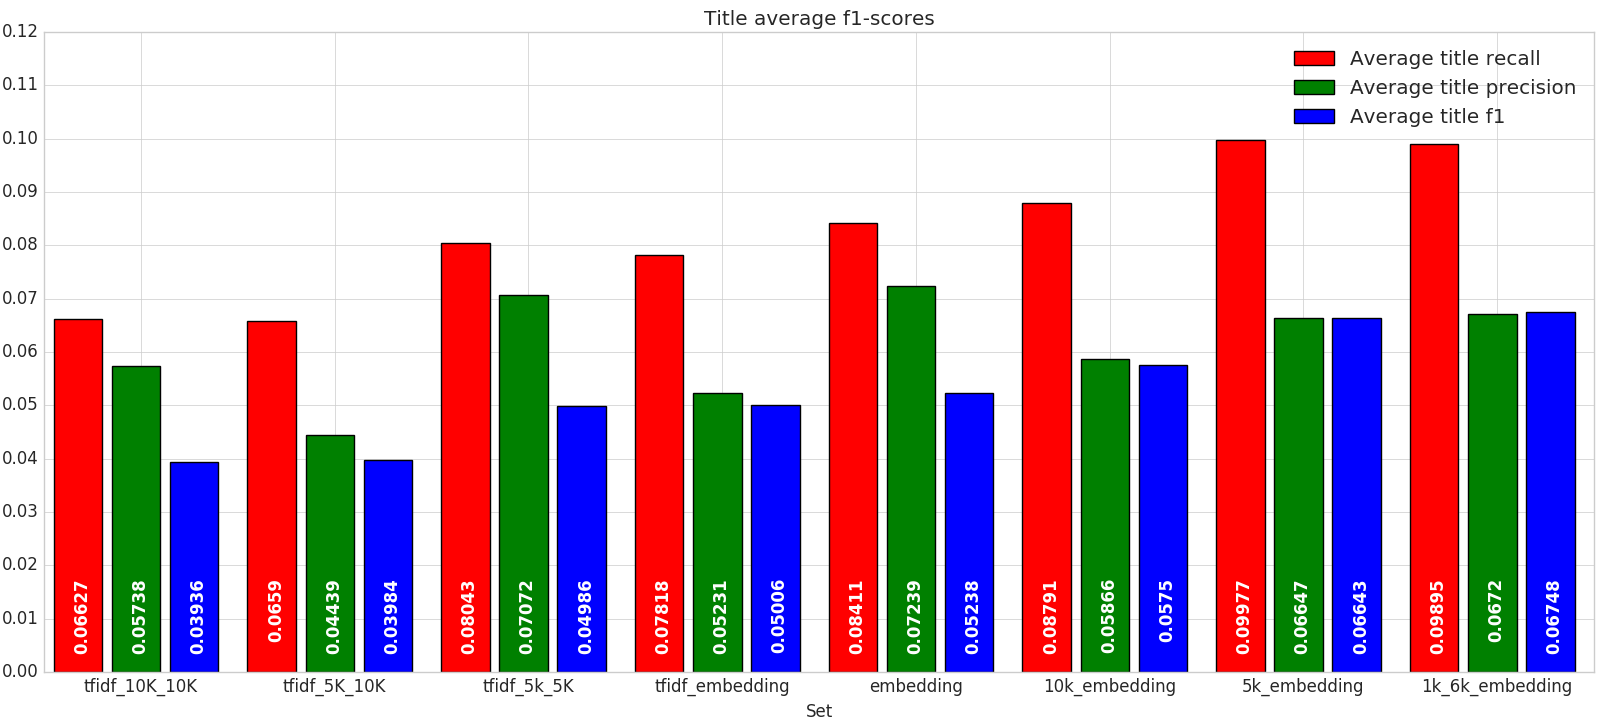 Title average f1-scores
0.12
0.11
0.10
0.09
0.08
0.07
0.06
0.05
0.04
0.03
0.02
0.01
0.00
Average title recall
Average title precision
Average title f1
0.06627
0.05738
0.03936
0.0659
0.04439
0.03984
0.08043
0.07072
0.04986
0.07818
0.05231
0.05006
0.08411
0.07239
0.05238
0.08791
0.05866
0.0575
0.09977
0.06647
0.06643
0.09895
0.0672
0.06748
tfidf_10K_10K
tfidf_5K_10K
tfidf_5k_5K
tfidf_embedding
embedding
10k_embedding
5k_embedding
1k_6k_embedding
Set